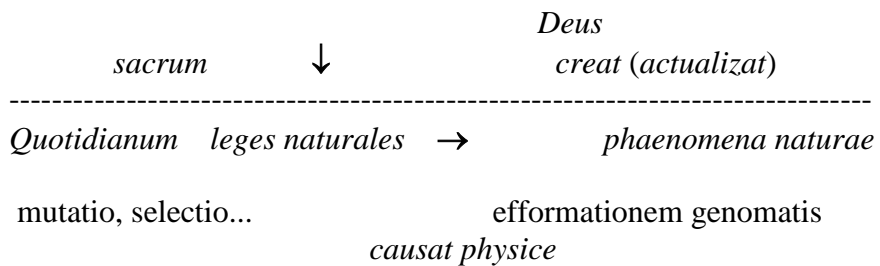 Deus
sacrum ↓ creat (actualizat)
--------------------------------------------------------------------------------
Quotidianum leges naturales → phaenomena naturae
mutatio, selectio... efformationem genomatis
causat physice